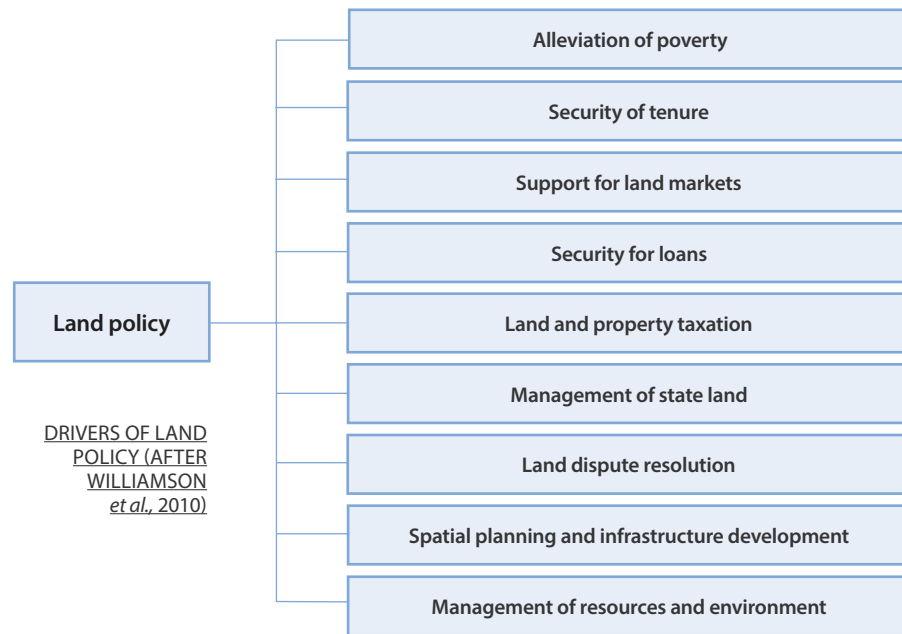 Alleviation of poverty
Security of tenure
Support for land markets
Security for loans
Land policy
Land and property taxation
Management of state land
DRIVERS OF LAND
POLICY (AFTER
WILLIAMSON
et al., 2010)
Land dispute resolution
Spatial planning and infrastructure development
Management of resources and environment